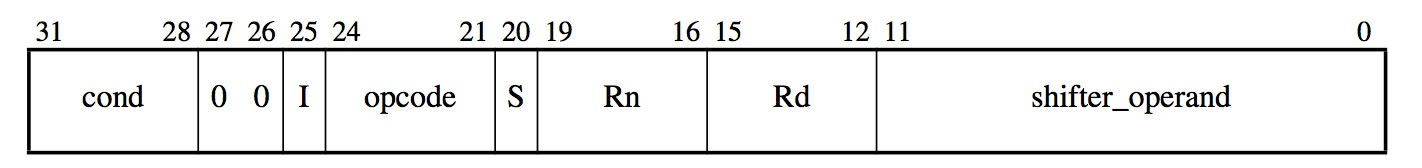 31 28 27 26 25 24 21 20 19 16 15 12 11 0
cond 0 0 I opcode S Rn Rd shifter_operand